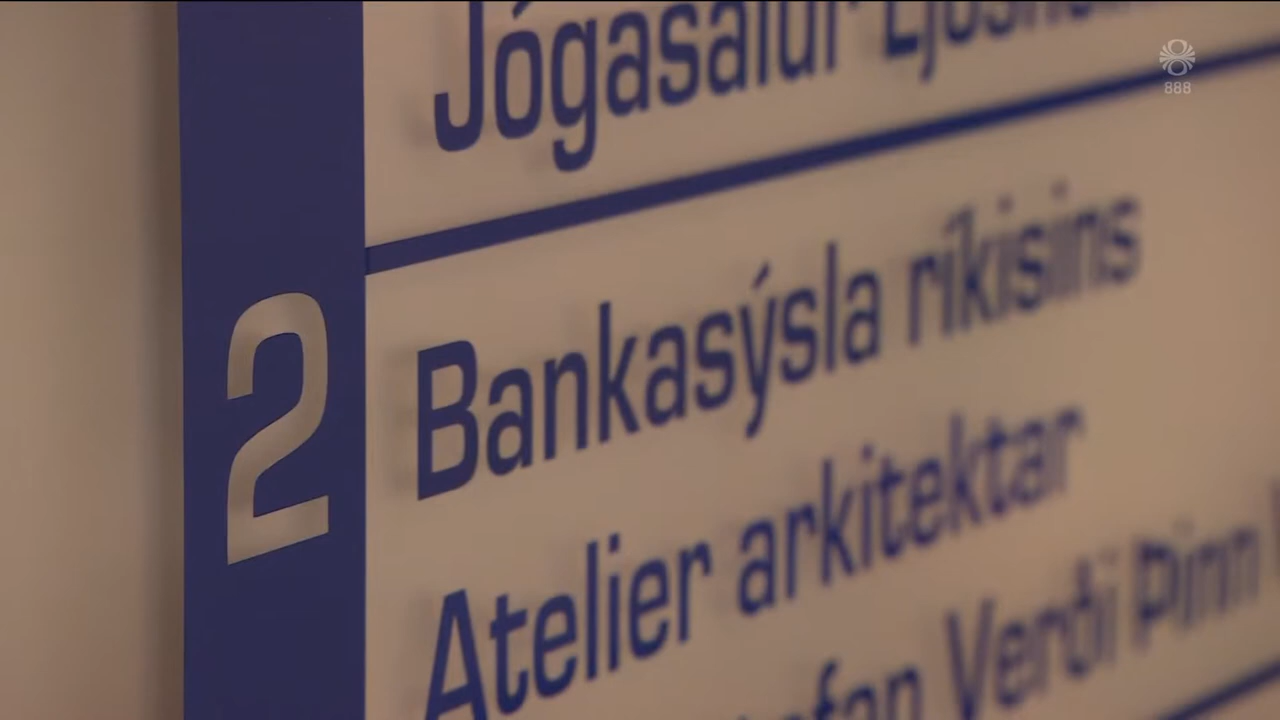 Jógasalur
888
2
Bankasýsla ríkisins
Atelier arkitektar
Verði Þinn